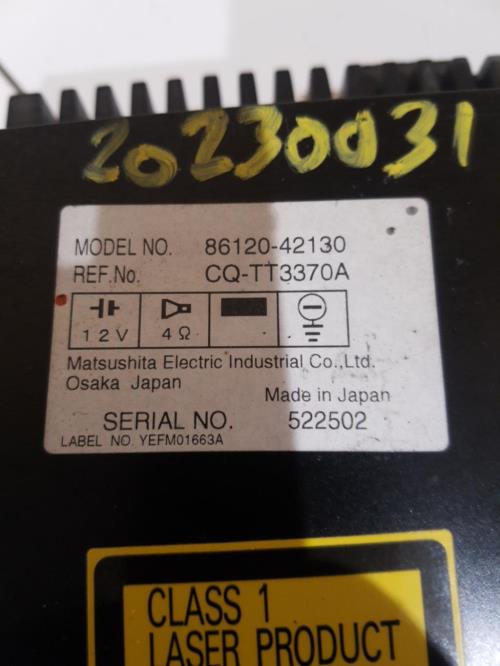 20230031
MODEL NO. 86120-42130
REF.No. CQ-TT3370A
12V 4Ω
Matsushita Electric Industrial Co.,Ltd.
Osaka Japan
Made in Japan
SERIAL NO. 522502
LABEL NO. YEFM01663A
CLASS 1
LASER PRODUCT